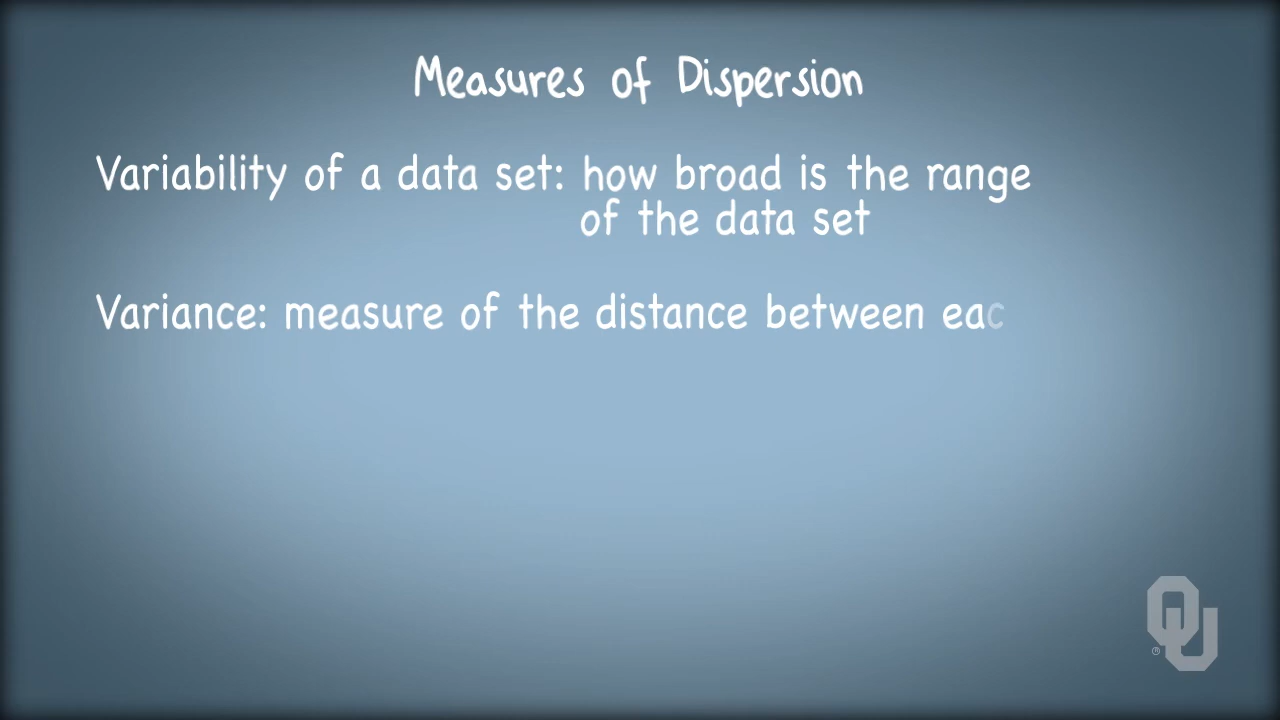 Measures of Dispersion
Variability of a data set: how broad is the range
of the data set
Variance: measure of the distance between eac
OU
®